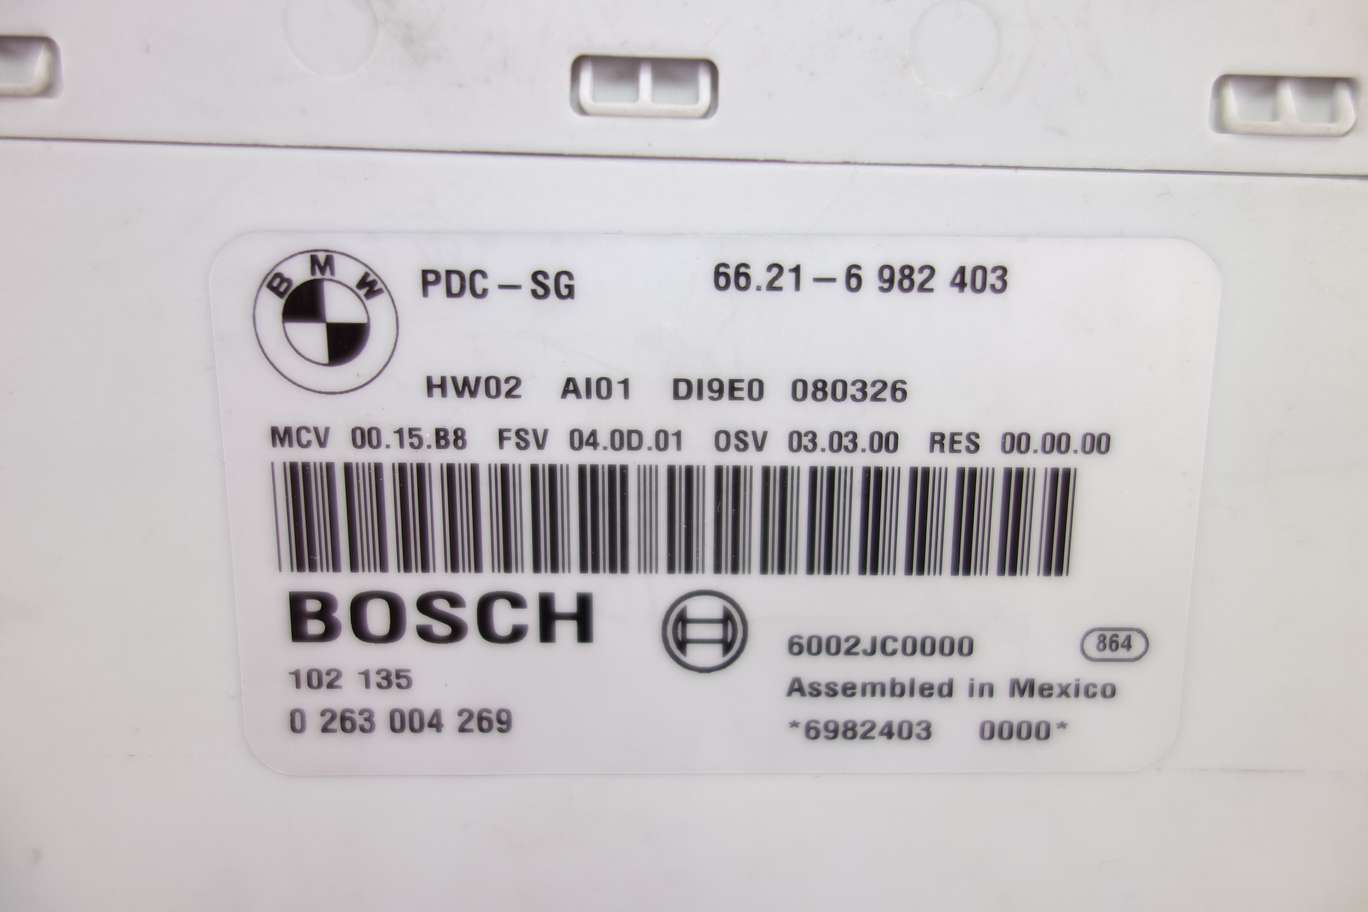 BMW
PDC-SG 66.21-6 982 403
HW02 AI01 DI9E0 080326
MCV 00.15.B8 FSV 04.0D.01 OSV 03.03.00 RES 00.00.00
BOSCH
6002JC0000 864
102 135 Assembled in Mexico
0 263 004 269 *6982403 0000*